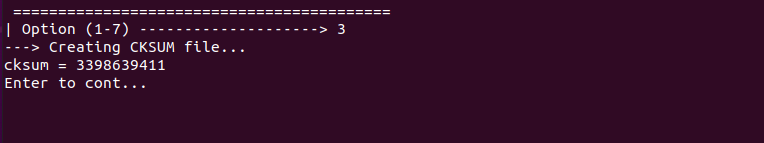 ==========================================
| Option (1-7) --------------------> 3
---> Creating CKSUM file...
cksum = 3398639411
Enter to cont...